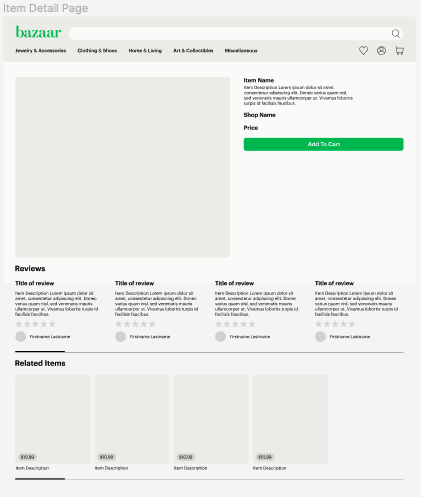 Item Detail Page
bazaar
Jewelry & Accessories Clothing & Shoes Home & Living Art & Collectibles Miscellaneous
Item Name
Item Description Lorem ipsum dolor sit amet,
consectetur adipiscing elit. Donec varius quam nisl,
sed venenatis mauris ullamcorper ut. Vivamus lobortis
turpis id facilisis faucibus.
Shop Name
Price
Add To Cart
Reviews
Title of review
Item Description Lorem ipsum dolor sit
amet, consectetur adipiscing elit. Donec
varius quam nisl, sed venenatis mauris
ullamcorper ut. Vivamus lobortis turpis id
facilisis faucibus.
Firstname Lastname
Title of review
Item Description Lorem ipsum dolor sit
amet, consectetur adipiscing elit. Donec
varius quam nisl, sed venenatis mauris
ullamcorper ut. Vivamus lobortis turpis id
facilisis faucibus.
Firstname Lastname
Title of review
Item Description Lorem ipsum dolor sit
amet, consectetur adipiscing elit. Donec
varius quam nisl, sed venenatis mauris
ullamcorper ut. Vivamus lobortis turpis id
facilisis faucibus.
Firstname Lastname
Title of review
Item Description Lorem ipsum dolor sit
amet, consectetur adipiscing elit. Donec
varius quam nisl, sed venenatis mauris
ullamcorper ut. Vivamus lobortis turpis id
facilisis faucibus.
Firstname Lastname
Related Items
$10.99 $10.99 $10.99 $10.99
Item Description Item Description Item Description Item Description